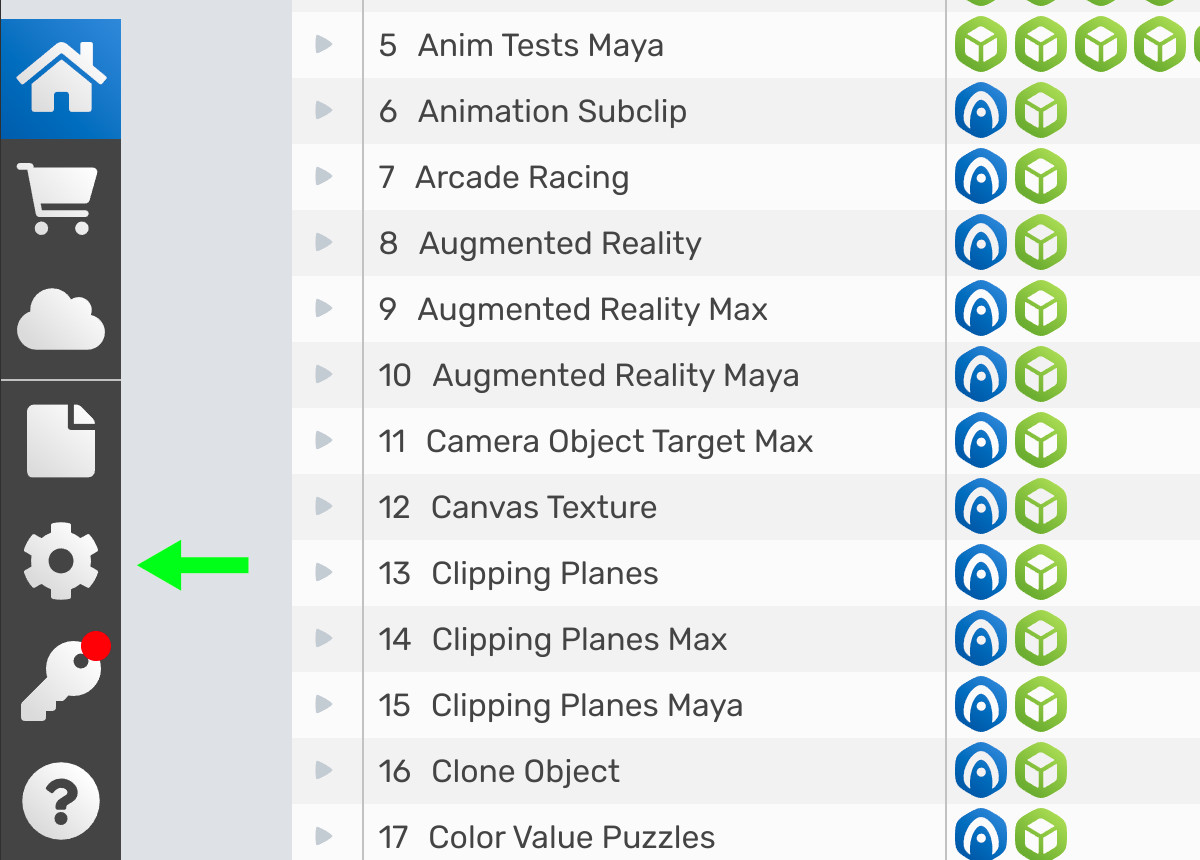 5 Anim Tests Maya
6 Animation Subclip
7 Arcade Racing
8 Augmented Reality
9 Augmented Reality Max
10 Augmented Reality Maya
11 Camera Object Target Max
12 Canvas Texture
13 Clipping Planes
14 Clipping Planes Max
15 Clipping Planes Maya
16 Clone Object
17 Color Value Puzzles